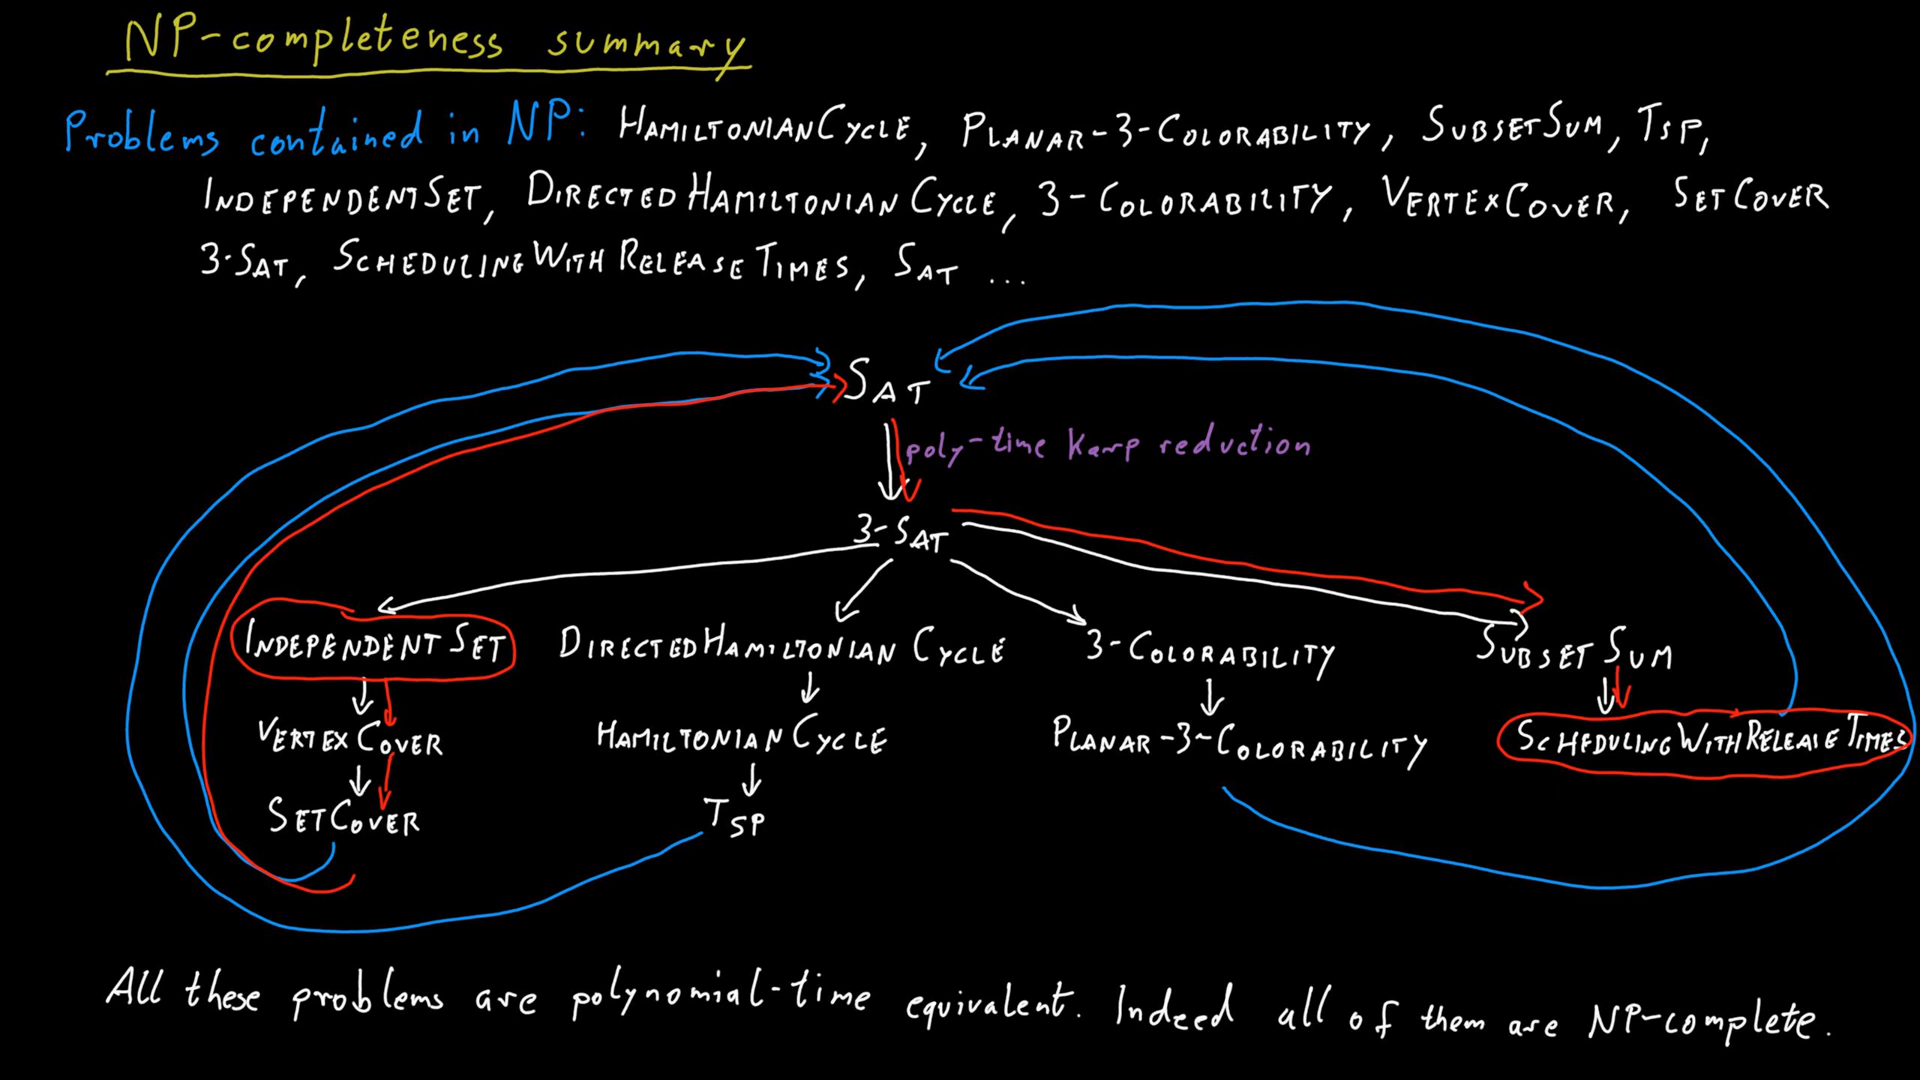 NP-completeness summary
Problems contained in NP: HAMILTONIANCYCLE, PLANAR-3-COLORABILITY, SUBSETSUM, TSP,
INDEPENDENTSET, DIRECTEDHAMILTONIANCYCLE, 3-COLORABILITY, VERTEXCOVER, SETCOVER
3-SAT, SCHEDULINGWITHRELEASETIMES, SAT ...
SAT
poly-time Karp reduction
3-SAT
INDEPENDENTSET DIRECTEDHAMILTONIANCYCLE 3-COLORABILITY SUBSETSUM
VERTEXCOVER HAMILTONIANCYCLE PLANAR-3-COLORABILITY SCHEDULINGWITHRELEASETIMES
SETCOVER TSP
All these problems are polynomial-time equivalent. Indeed all of them are NP-complete.